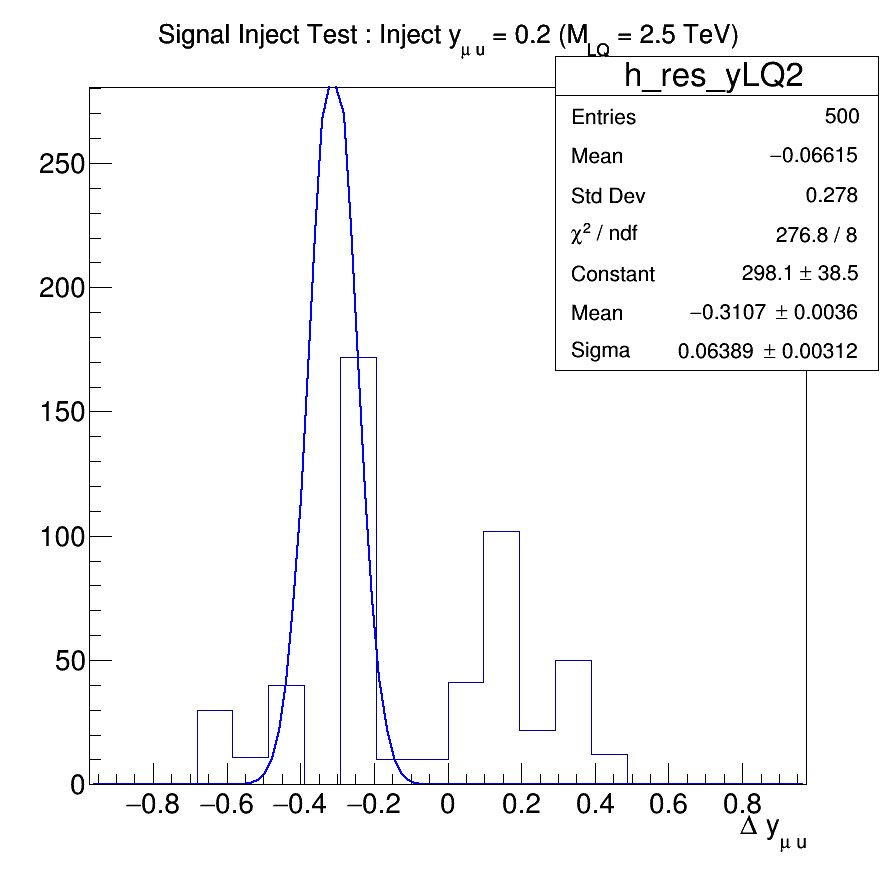 Signal Inject Test : Inject y_μ u = 0.2 (M_LQ = 2.5 TeV)
h_res_yLQ2
Entries 500
Mean −0.06615
Std Dev 0.278
χ² / ndf 276.8 / 8
Constant 298.1 ± 38.5
Mean −0.3107 ± 0.0036
Sigma 0.06389 ± 0.00312
250
200
150
100
50
0
−0.8 −0.6 −0.4 −0.2 0 0.2 0.4 0.6 0.8
Δ y_μ u